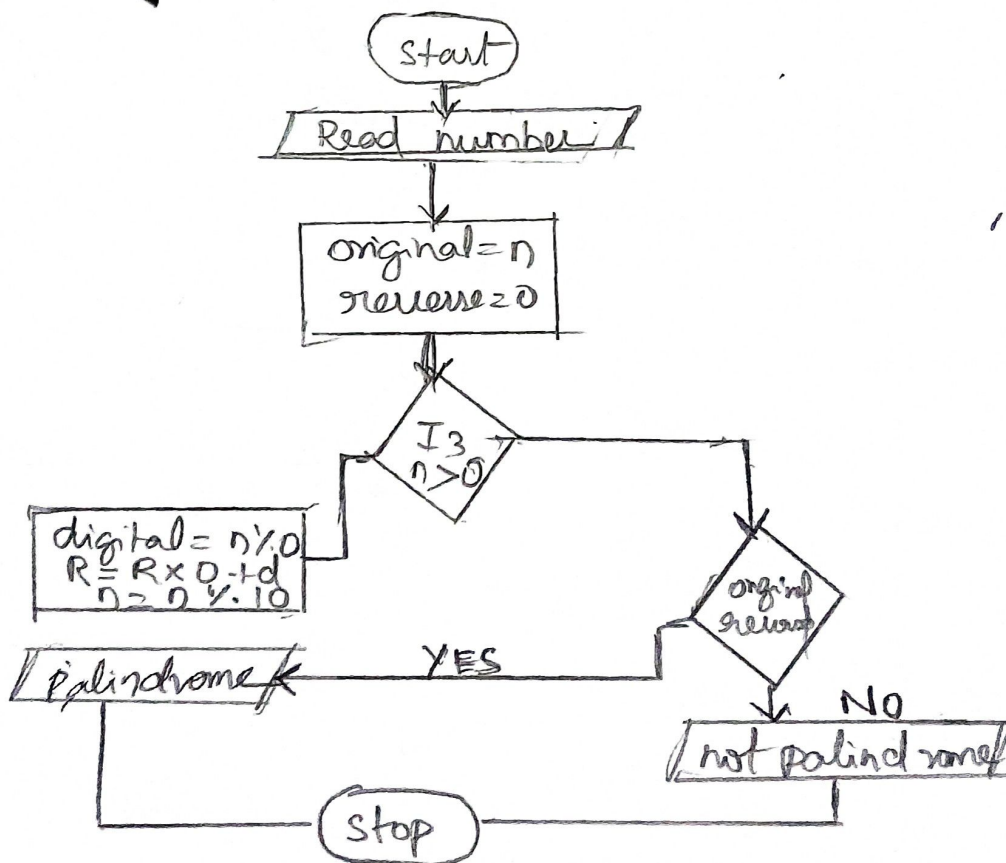 Start
Read number
original = n
reverse = 0
I3
n > 0
digital = n % 0
R = R x 0 + d
n = n % 10
original
reverse
YES
palindrome
NO
not palindrome
Stop